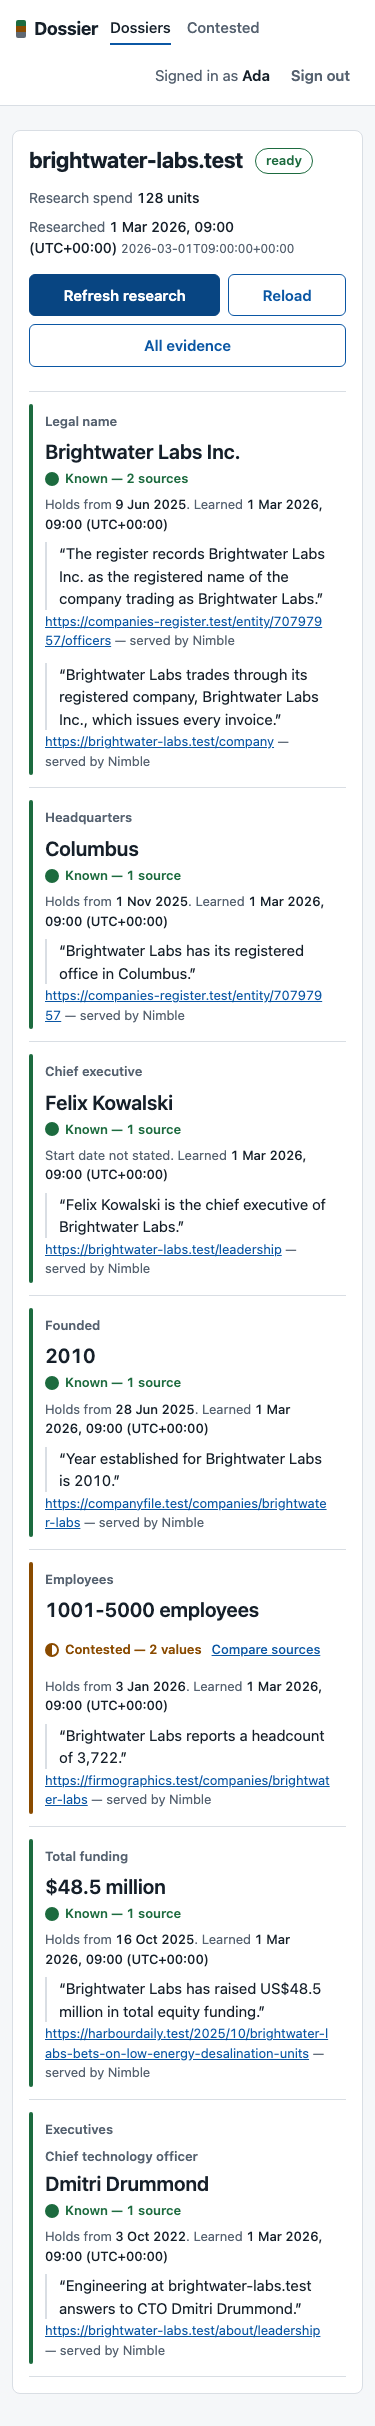 Dossier Dossiers Contested
Signed in as Ada Sign out
brightwater-labs.test ready
Research spend 128 units
Researched 1 Mar 2026, 09:00
(UTC+00:00) 2026-03-01T09:00:00+00:00
Refresh research Reload
All evidence
Legal name
Brightwater Labs Inc.
Known — 2 sources
Holds from 9 Jun 2025. Learned 1 Mar 2026,
09:00 (UTC+00:00)
“The register records Brightwater Labs
Inc. as the registered name of the
company trading as Brightwater Labs.”
https://companies-register.test/entity/707979
57/officers — served by Nimble
“Brightwater Labs trades through its
registered company, Brightwater Labs
Inc., which issues every invoice.”
https://brightwater-labs.test/company —
served by Nimble
Headquarters
Columbus
Known — 1 source
Holds from 1 Nov 2025. Learned 1 Mar 2026,
09:00 (UTC+00:00)
“Brightwater Labs has its registered
office in Columbus.”
https://companies-register.test/entity/707979
57 — served by Nimble
Chief executive
Felix Kowalski
Known — 1 source
Start date not stated. Learned 1 Mar 2026,
09:00 (UTC+00:00)
“Felix Kowalski is the chief executive of
Brightwater Labs.”
https://brightwater-labs.test/leadership —
served by Nimble
Founded
2010
Known — 1 source
Holds from 28 Jun 2025. Learned 1 Mar
2026, 09:00 (UTC+00:00)
“Year established for Brightwater Labs
is 2010.”
https://companyfile.test/companies/brightwate
r-labs — served by Nimble
Employees
1001-5000 employees
Contested — 2 values Compare sources
Holds from 3 Jan 2026. Learned 1 Mar 2026,
09:00 (UTC+00:00)
“Brightwater Labs reports a headcount
of 3,722.”
https://firmographics.test/companies/brightwat
er-labs — served by Nimble
Total funding
$48.5 million
Known — 1 source
Holds from 16 Oct 2025. Learned 1 Mar
2026, 09:00 (UTC+00:00)
“Brightwater Labs has raised US$48.5
million in total equity funding.”
https://harbourdaily.test/2025/10/brightwater-l
abs-bets-on-low-energy-desalination-units —
served by Nimble
Executives
Chief technology officer
Dmitri Drummond
Known — 1 source
Holds from 3 Oct 2022. Learned 1 Mar 2026,
09:00 (UTC+00:00)
“Engineering at brightwater-labs.test
answers to CTO Dmitri Drummond.”
https://brightwater-labs.test/about/leadership
— served by Nimble